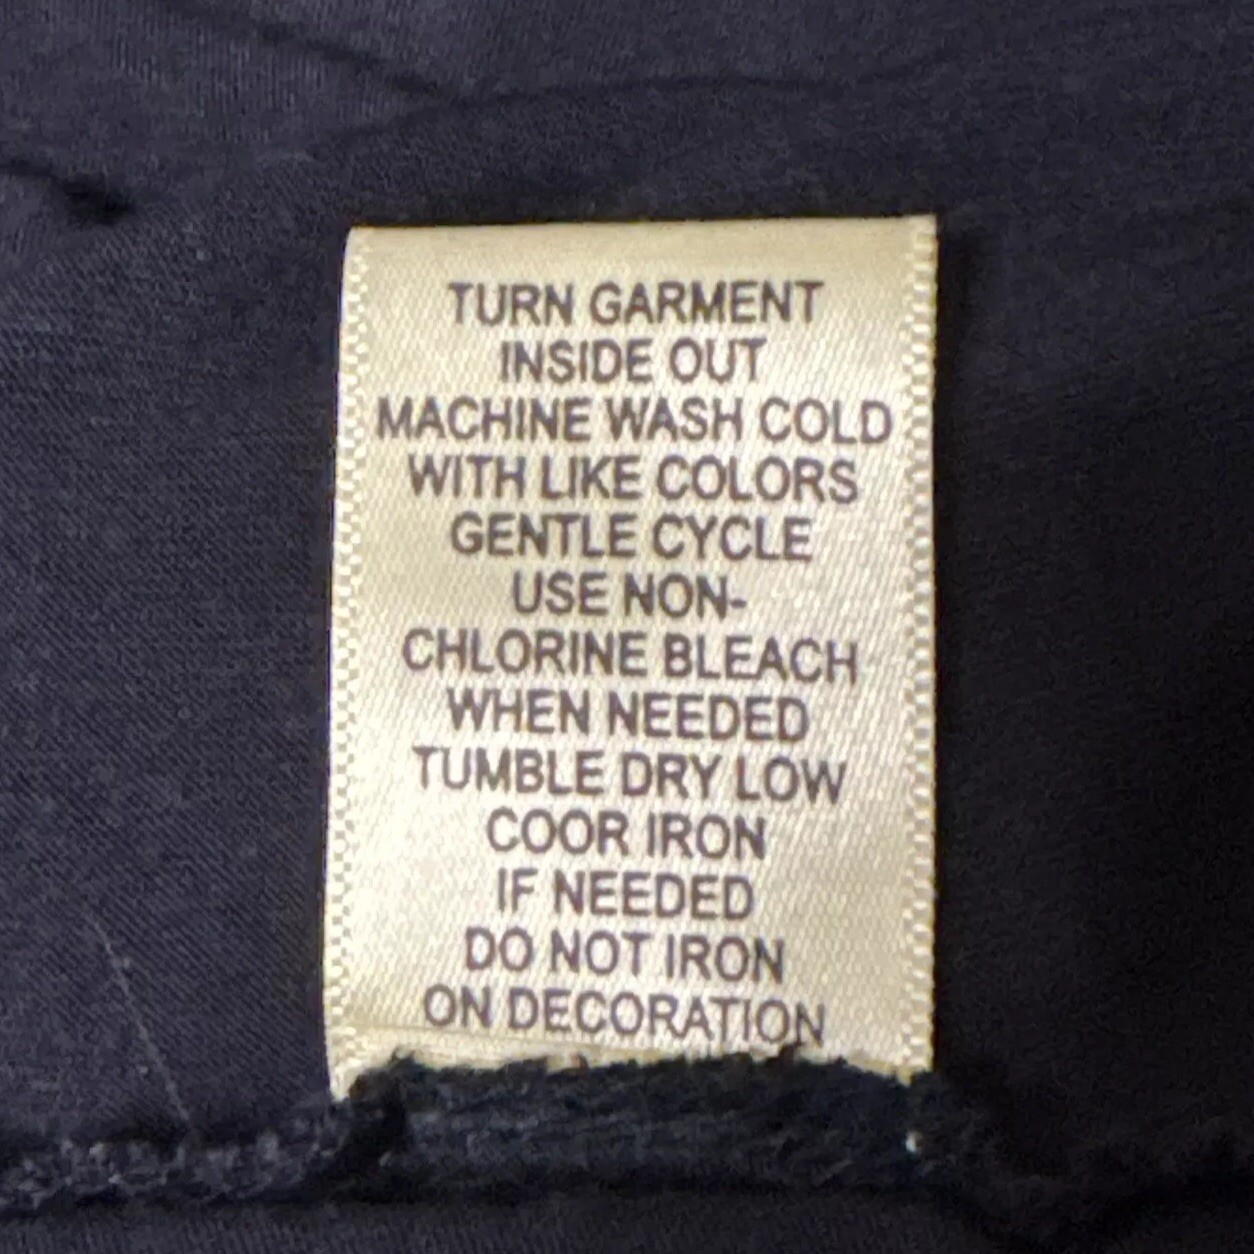 TURN GARMENT
INSIDE OUT
MACHINE WASH COLD
WITH LIKE COLORS
GENTLE CYCLE
USE NON-
CHLORINE BLEACH
WHEN NEEDED
TUMBLE DRY LOW
COOR IRON
IF NEEDED
DO NOT IRON
ON DECORATION